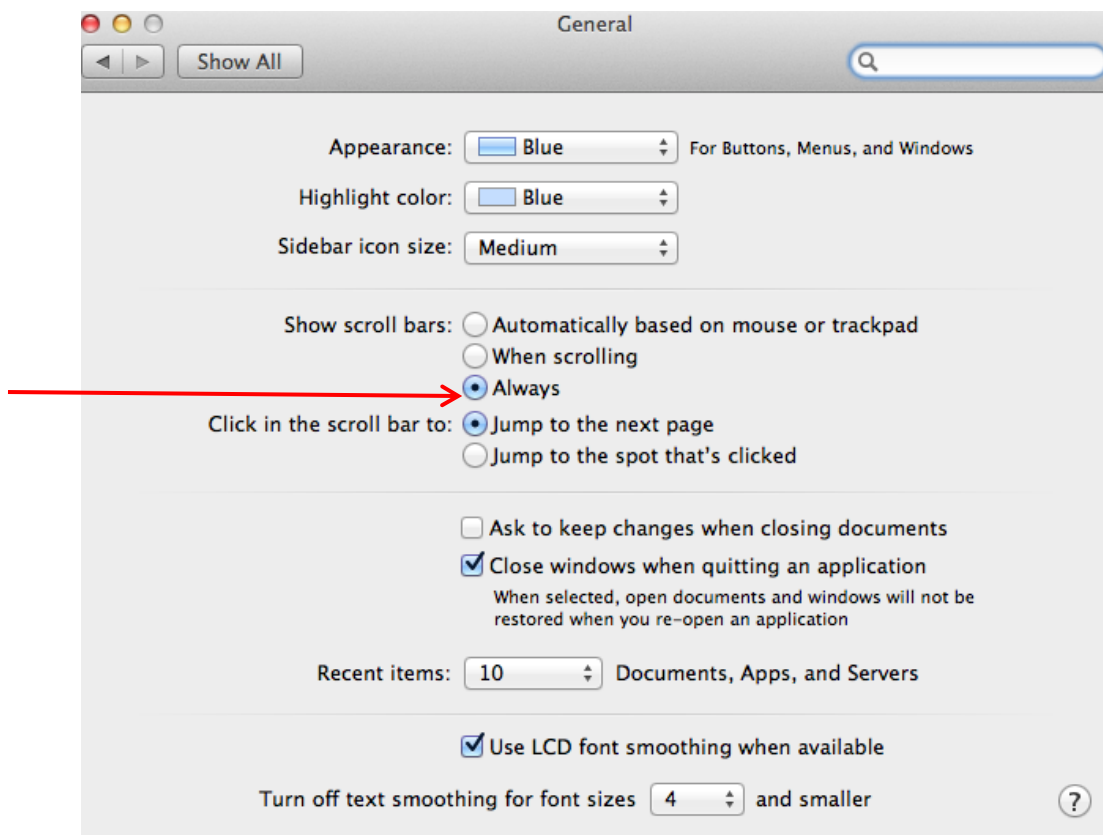 General
Show All
Appearance: Blue For Buttons, Menus, and Windows
Highlight color: Blue
Sidebar icon size: Medium
Show scroll bars: Automatically based on mouse or trackpad
When scrolling
Always
Click in the scroll bar to: Jump to the next page
Jump to the spot that's clicked
Ask to keep changes when closing documents
Close windows when quitting an application
When selected, open documents and windows will not be
restored when you re-open an application
Recent items: 10 Documents, Apps, and Servers
Use LCD font smoothing when available
Turn off text smoothing for font sizes 4 and smaller ?